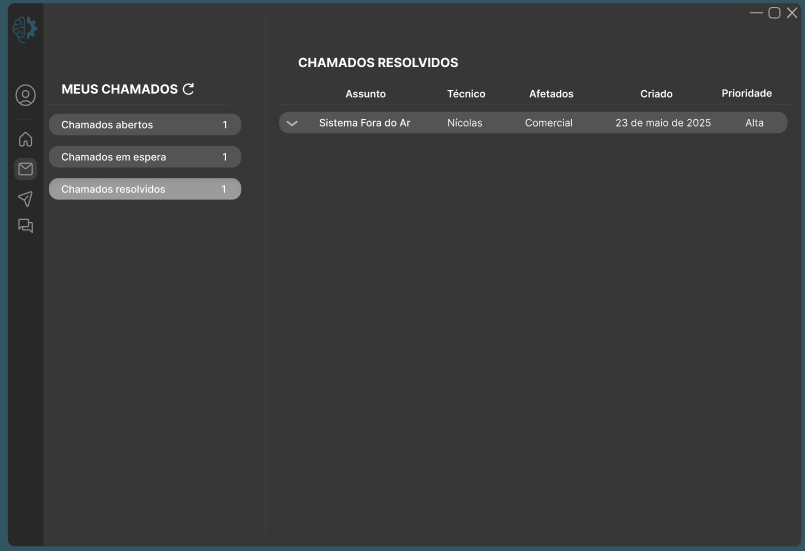 MEUS CHAMADOS
Chamados abertos 1
Chamados em espera 1
Chamados resolvidos 1
CHAMADOS RESOLVIDOS
Assunto Técnico Afetados Criado Prioridade
Sistema Fora do Ar Nícolas Comercial 23 de maio de 2025 Alta